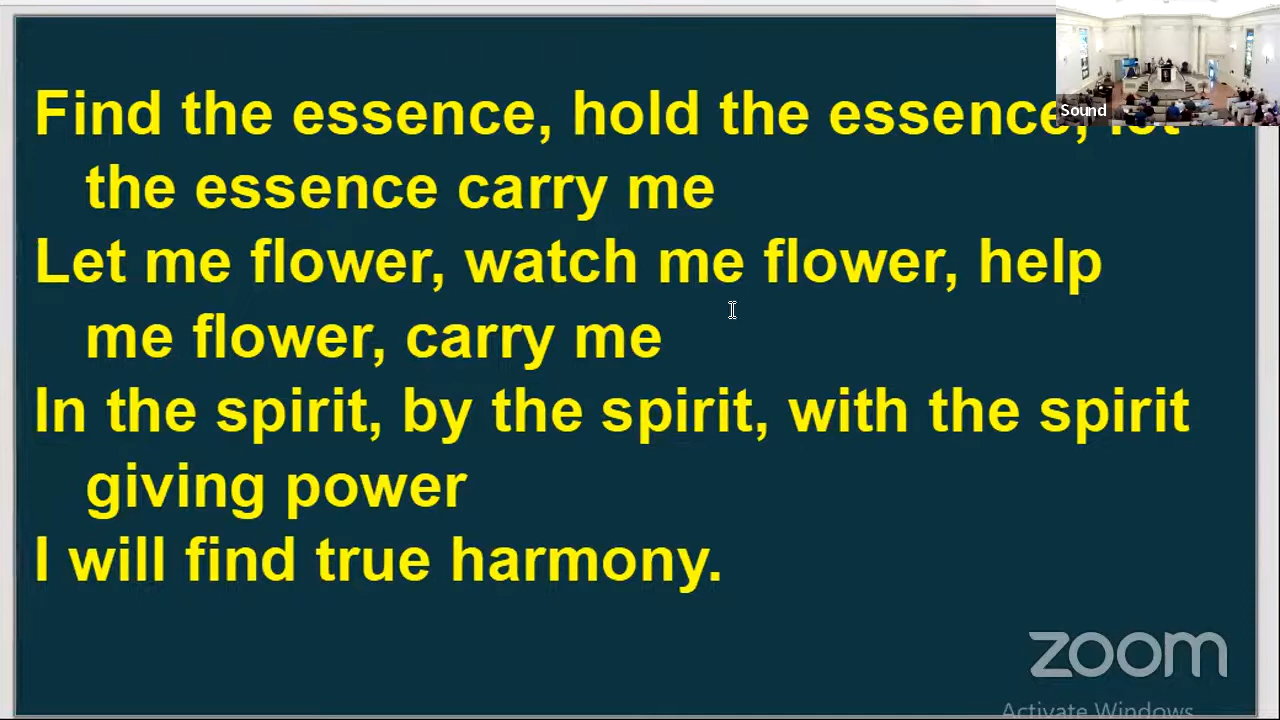 Find the essence, hold the essence, let
the essence carry me
Let me flower, watch me flower, help
me flower, carry me
In the spirit, by the spirit, with the spirit
giving power
I will find true harmony.
Sound
zoom
Activate Windows